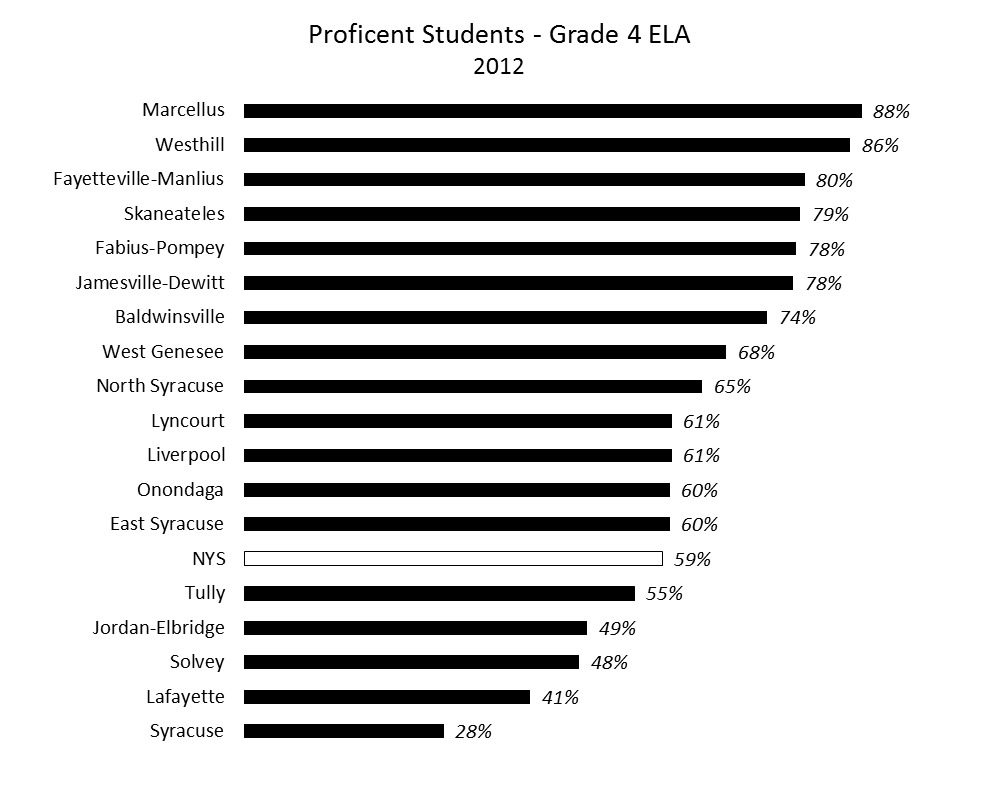 Proficent Students - Grade 4 ELA
2012
Marcellus 88%
Westhill 86%
Fayetteville-Manlius 80%
Skaneateles 79%
Fabius-Pompey 78%
Jamesville-Dewitt 78%
Baldwinsville 74%
West Genesee 68%
North Syracuse 65%
Lyncourt 61%
Liverpool 61%
Onondaga 60%
East Syracuse 60%
NYS 59%
Tully 55%
Jordan-Elbridge 49%
Solvey 48%
Lafayette 41%
Syracuse 28%